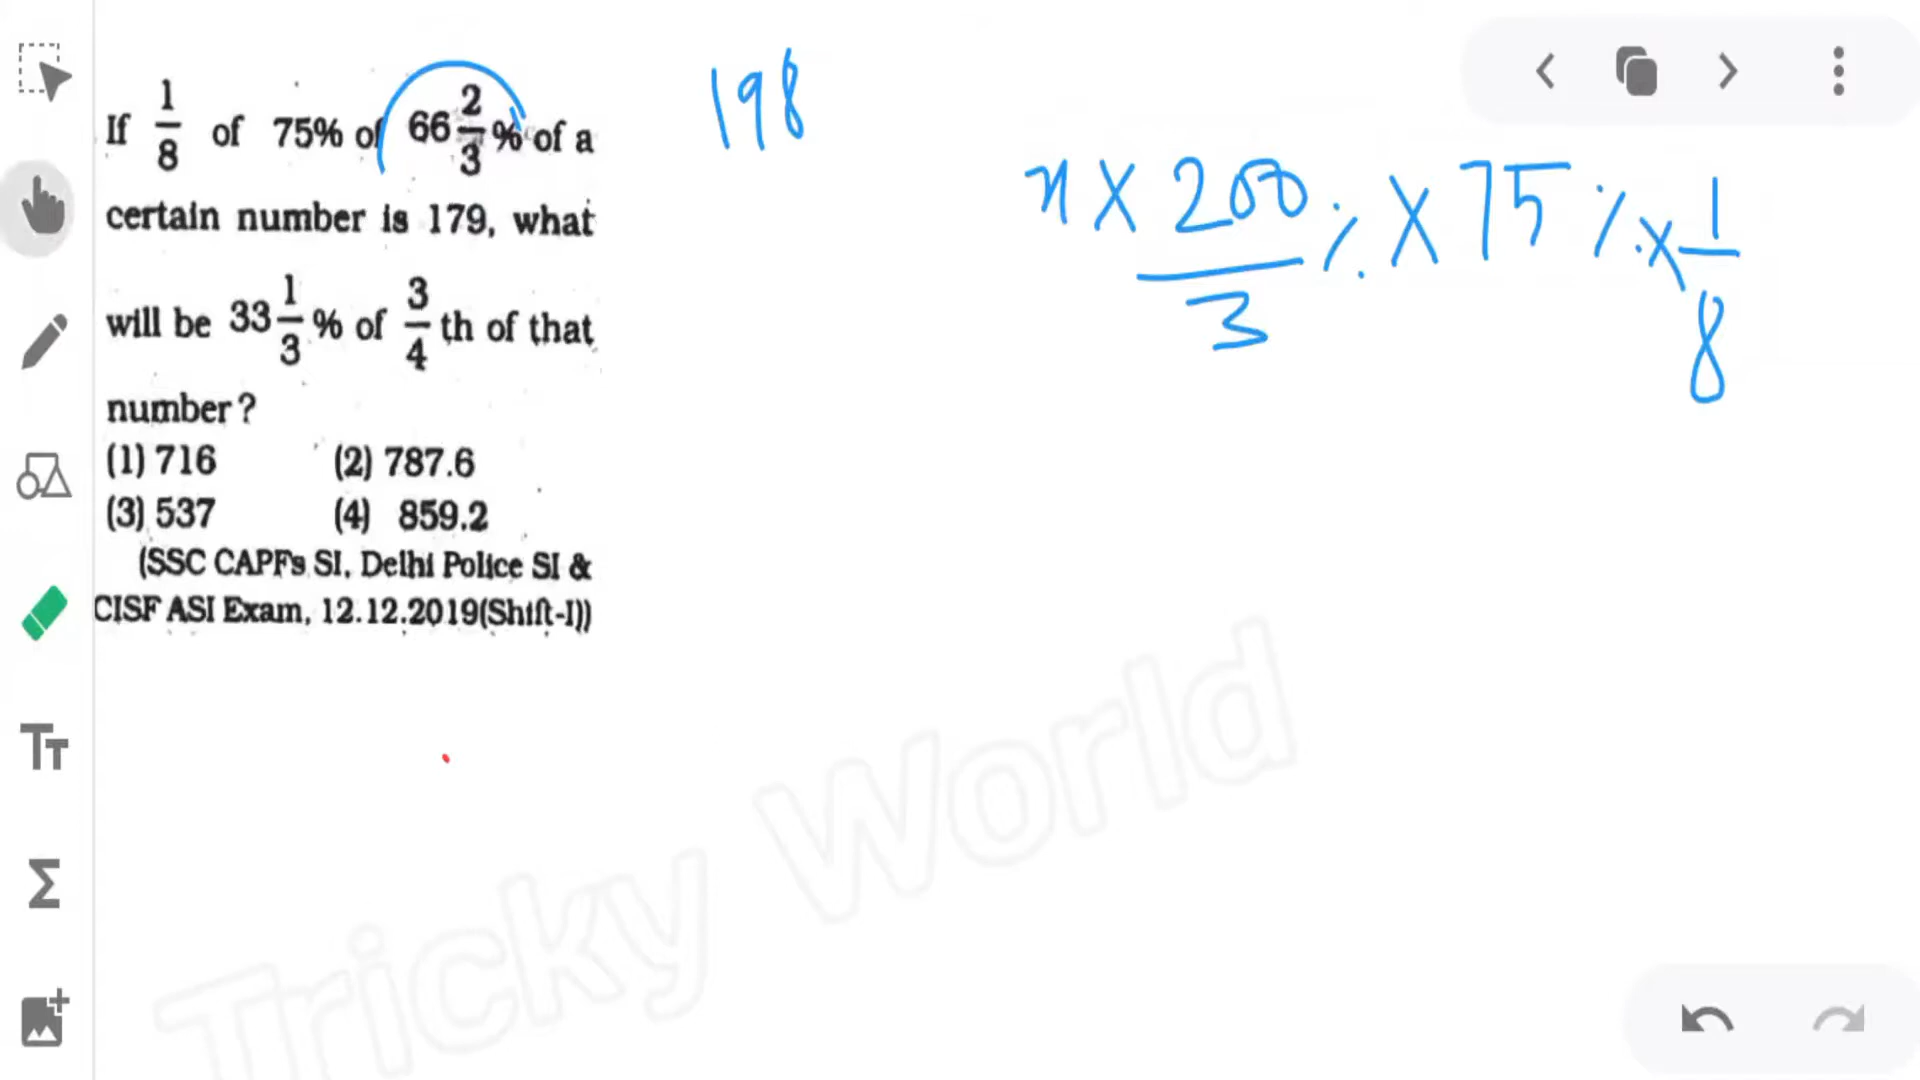 If 1/8 of 75% of 66 2/3 % of a
certain number is 179, what
will be 33 1/3 % of 3/4 th of that
number?
(1) 716 (2) 787.6
(3) 537 (4) 859.2
(SSC CAPFs SI, Delhi Police SI &
CISF ASI Exam, 12.12.2019(Shift-I))
198
x × 200/3 % × 75 % × 1/8
Tricky World
TT
Σ